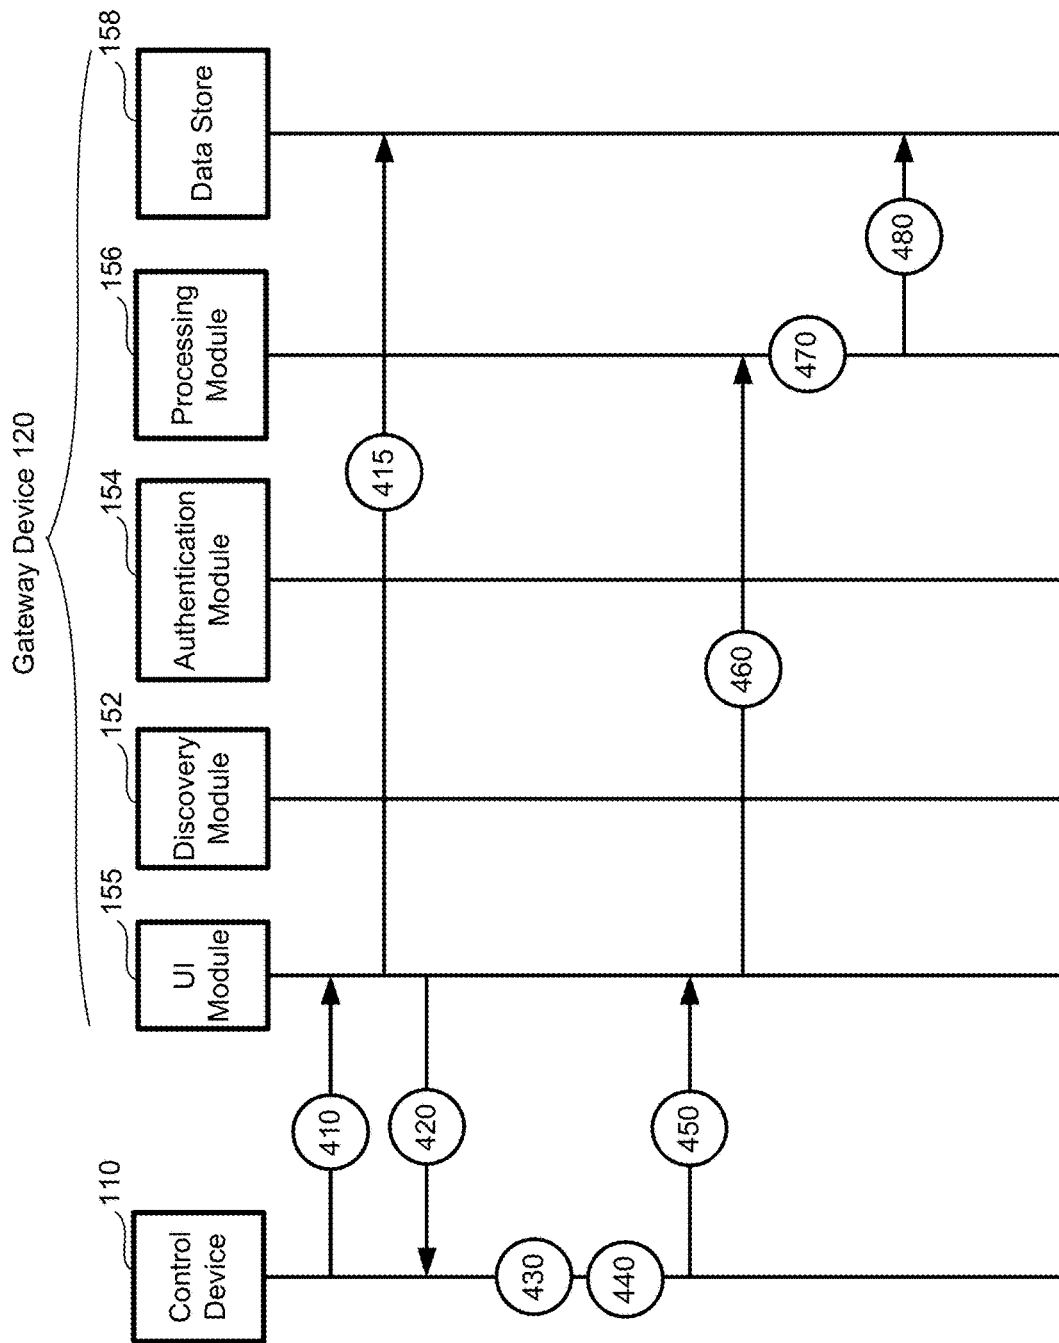 Gateway Device 120
110
155
152
154
156
158
Control
Device
UI
Module
Discovery
Module
Authentication
Module
Processing
Module
Data Store
410
415
420
430
440
450
460
470
480